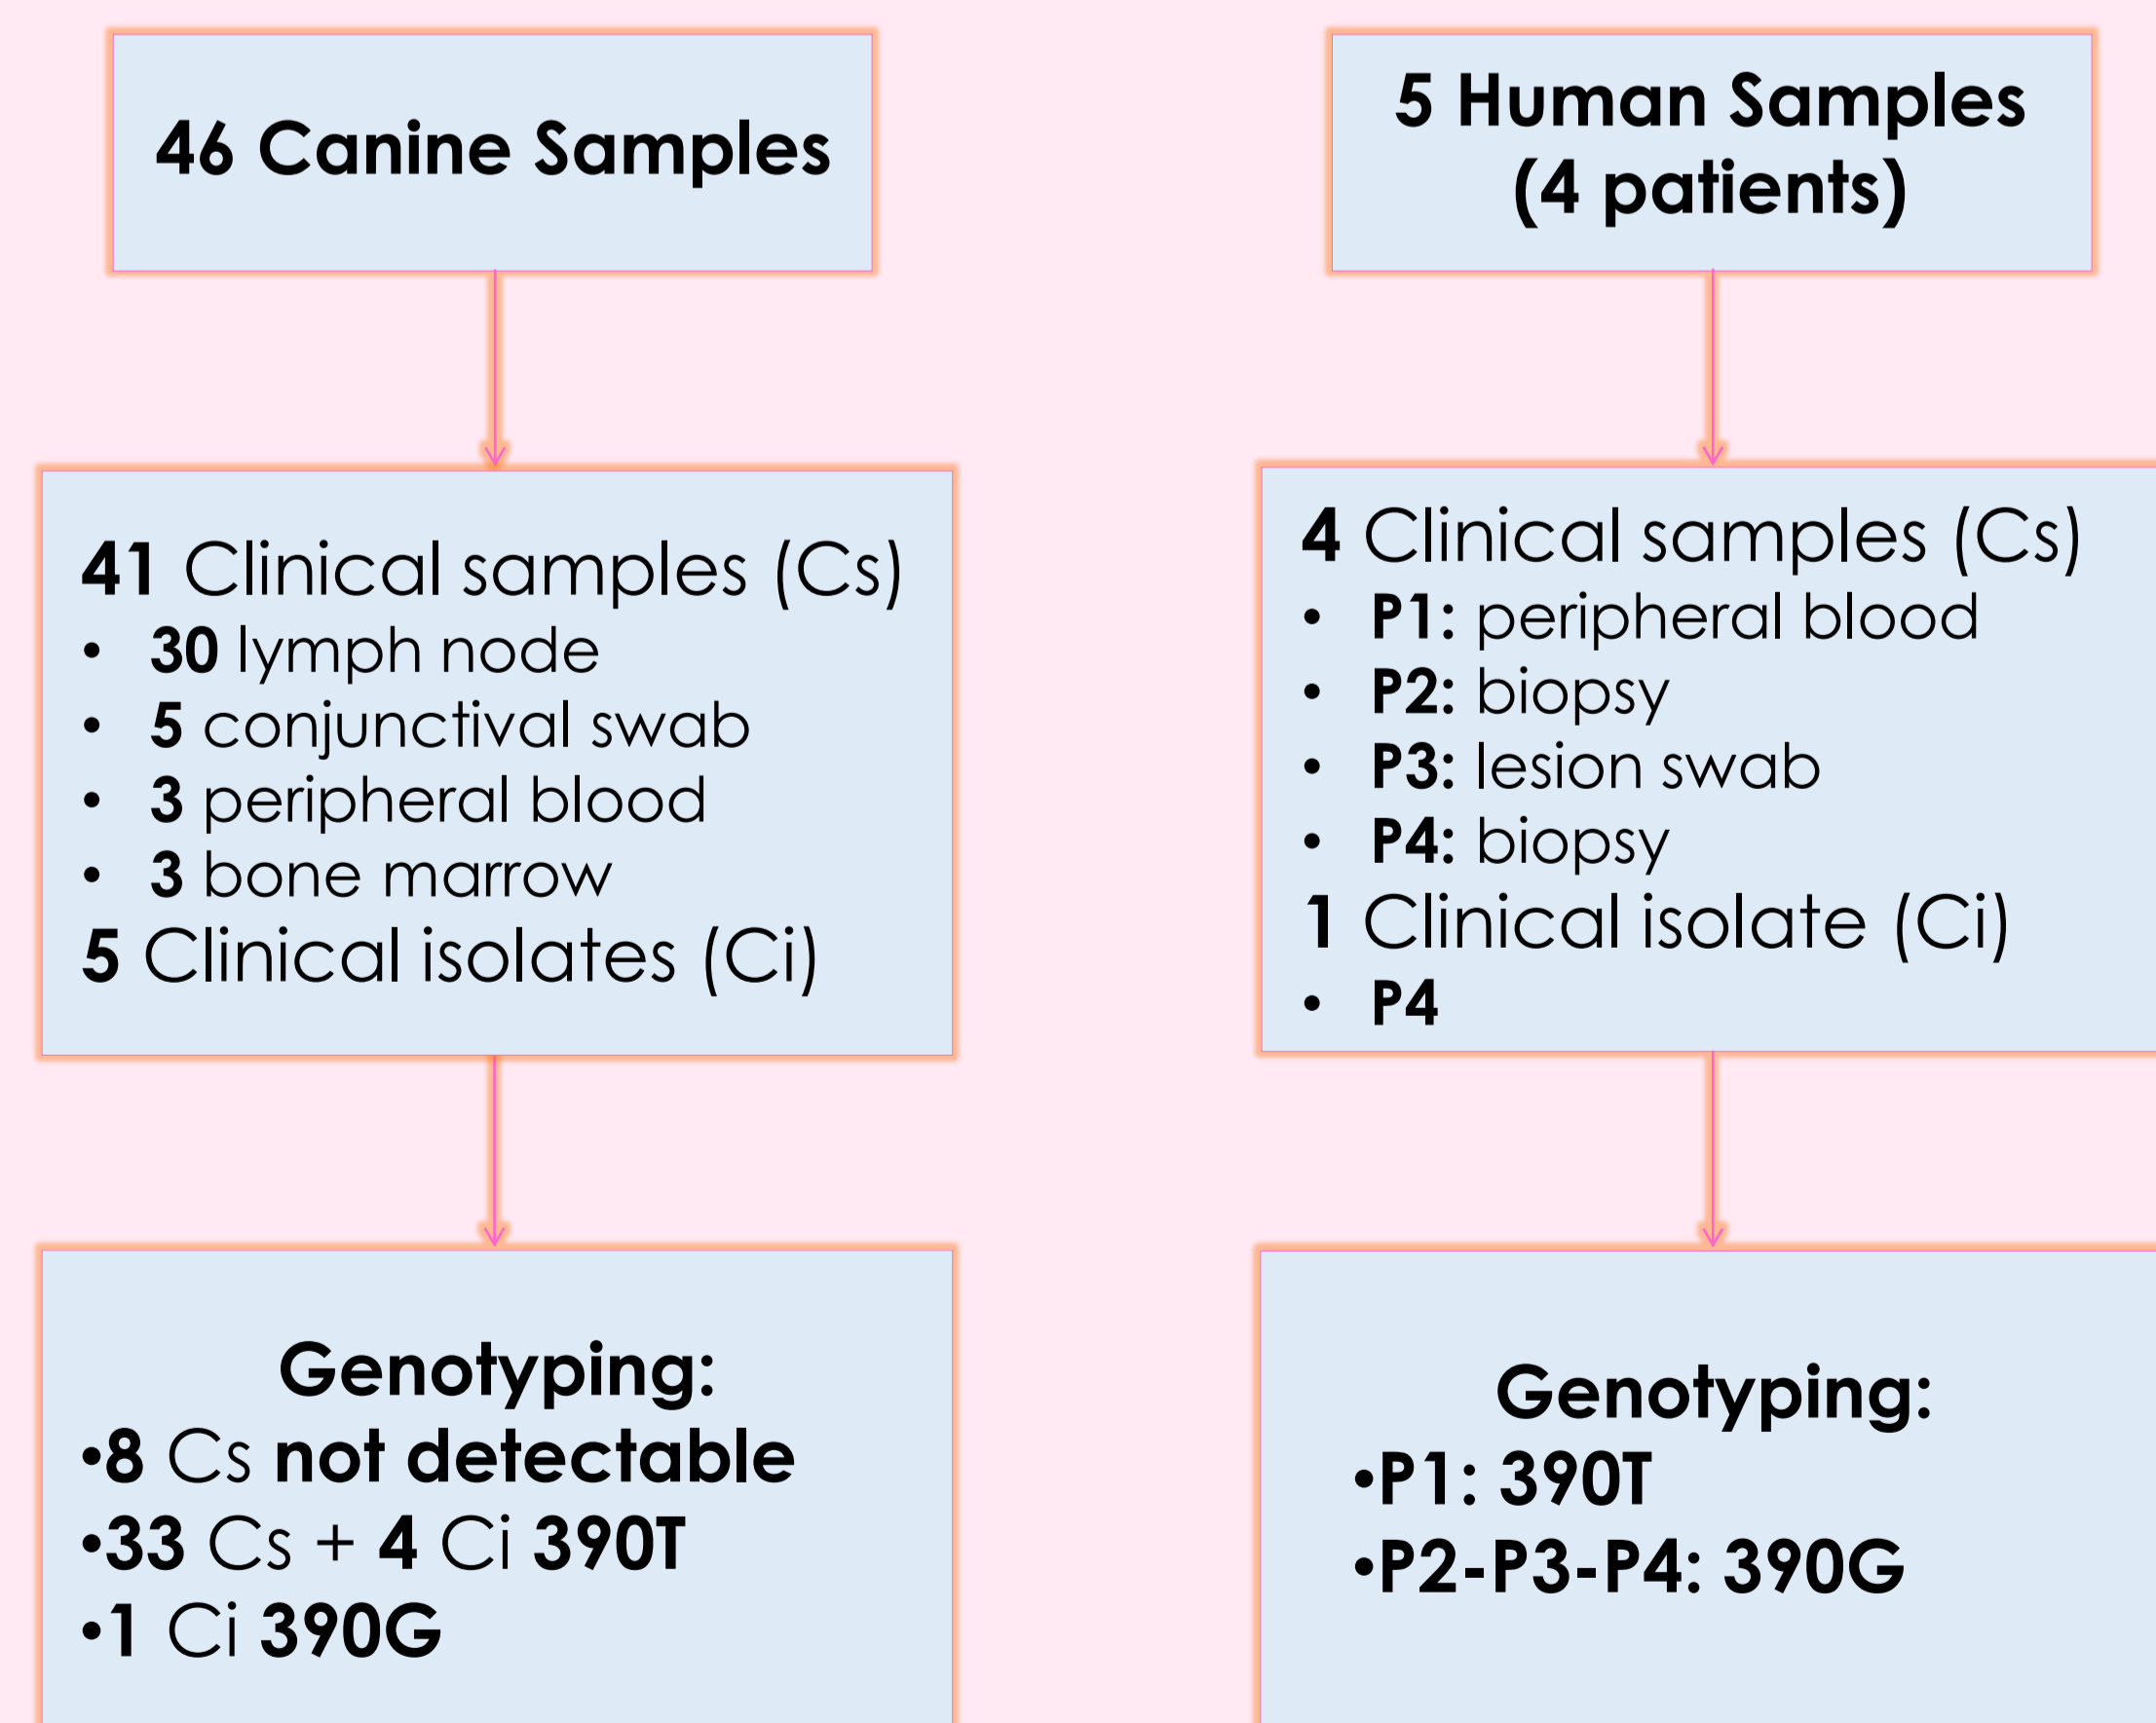 46 Canine Samples
41 Clinical samples (Cs)
• 30 lymph node
• 5 conjunctival swab
• 3 peripheral blood
• 3 bone marrow
5 Clinical isolates (Ci)
Genotyping:
•8 Cs not detectable
•33 Cs + 4 Ci 390T
•1 Ci 390G
5 Human Samples
(4 patients)
4 Clinical samples (Cs)
• P1: peripheral blood
• P2: biopsy
• P3: lesion swab
• P4: biopsy
1 Clinical isolate (Ci)
• P4
Genotyping:
•P1: 390T
•P2-P3-P4: 390G